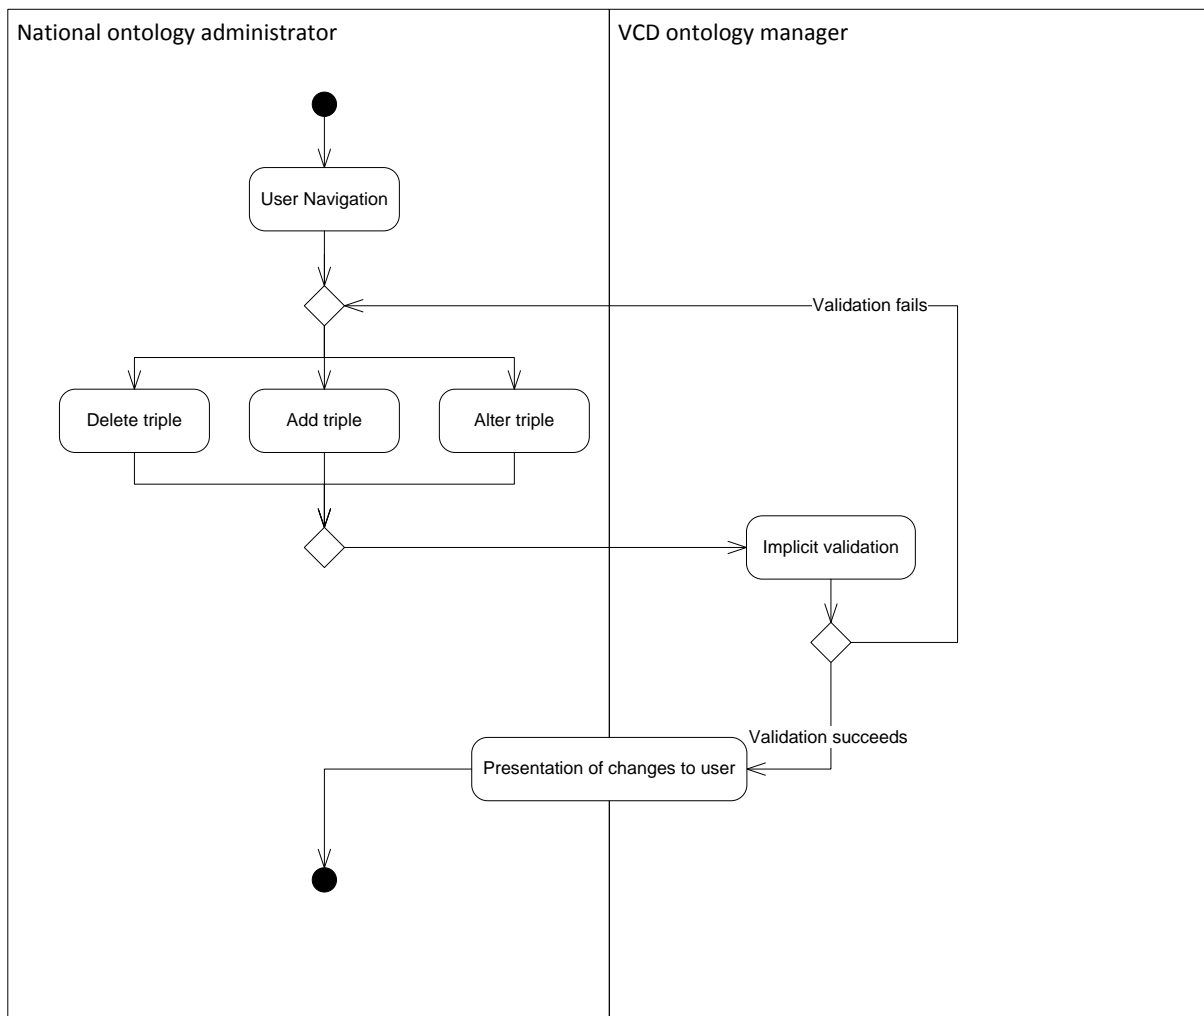 National ontology administrator
VCD ontology manager
User Navigation
Validation fails
Delete triple
Add triple
Alter triple
Implicit validation
Validation succeeds
Presentation of changes to user